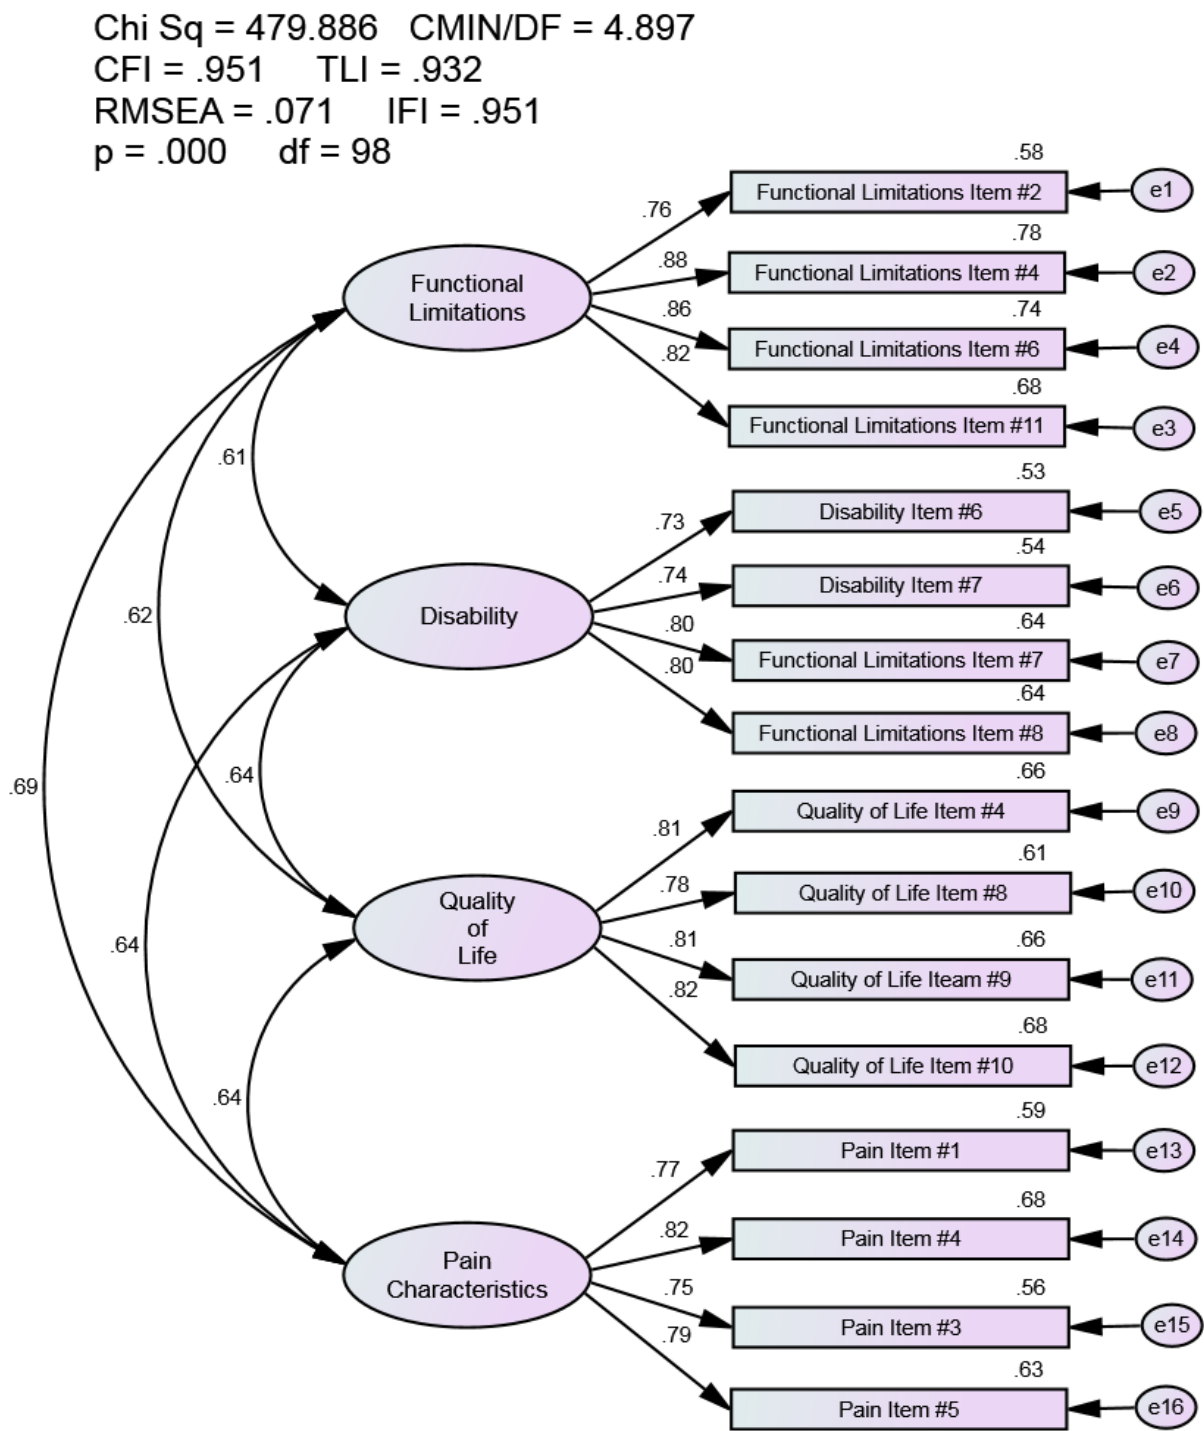 Chi Sq = 479.886 CMIN/DF = 4.897
CFI = .951 TLI = .932
RMSEA = .071 IFI = .951
p = .000 df = 98
.58
.76 Functional Limitations Item #2 e1
.78
.88 Functional Limitations Item #4 e2
Functional
Limitations
.74
.86 Functional Limitations Item #6 e4
.68
.82 Functional Limitations Item #11 e3
.61
.53
.73 Disability Item #6 e5
.54
.74 Disability Item #7 e6
.62
Disability
.64
.80 Functional Limitations Item #7 e7
.64
.80 Functional Limitations Item #8 e8
.69
.64
.66
.81 Quality of Life Item #4 e9
.61
.78 Quality of Life Item #8 e10
Quality
of
Life
.64
.66
.81 Quality of Life Iteam #9 e11
.68
.82 Quality of Life Item #10 e12
.64
.59
.77 Pain Item #1 e13
.68
.82 Pain Item #4 e14
Pain
Characteristics
.56
.75 Pain Item #3 e15
.63
.79 Pain Item #5 e16